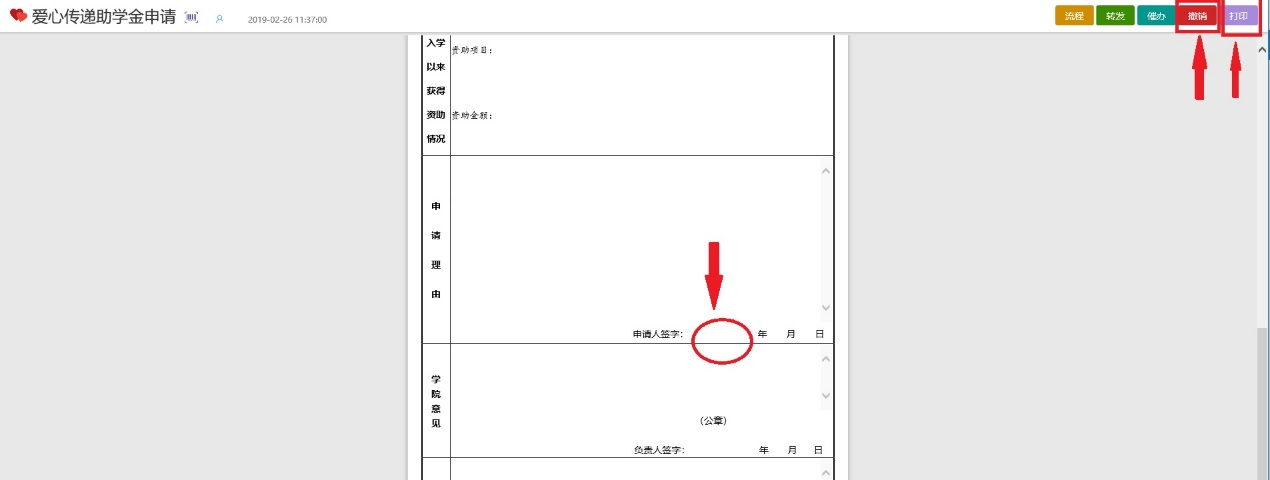 爱心传递助学金申请 2019-02-26 11:37:00 流程 转发 催办 撤销 打印
入学
以来
获得
资助
情况
资助项目：
资助金额：
申
请
理
由
申请人签字： 年 月 日
学
院
意
见
（公章）
负责人签字： 年 月 日